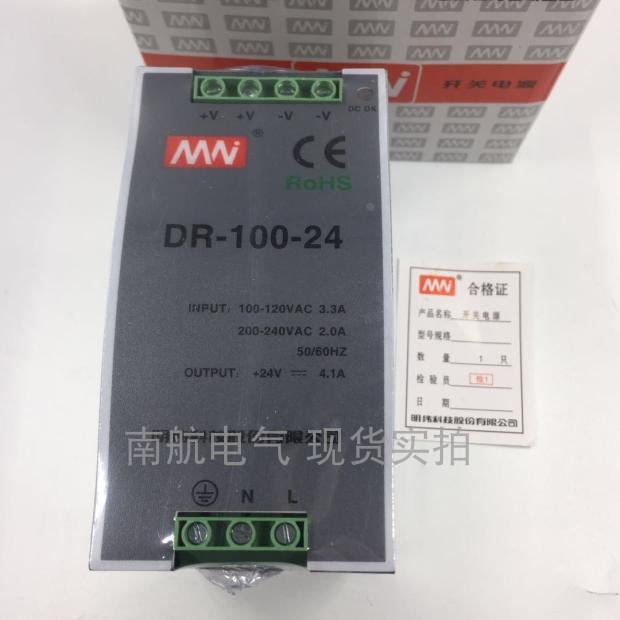 开关电源
+V +V -V -V
DC OK
MW ®
CE
RoHS
DR-100-24
INPUT: 100-120VAC 3.3A
200-240VAC 2.0A
50/60HZ
OUTPUT: +24V ⎓ 4.1A
南航电气 现货实拍
N L
MW ® 合格证
产品名称 开关电源
型号规格
数量 1 只
检验员 检1
日期
明纬科技股份有限公司